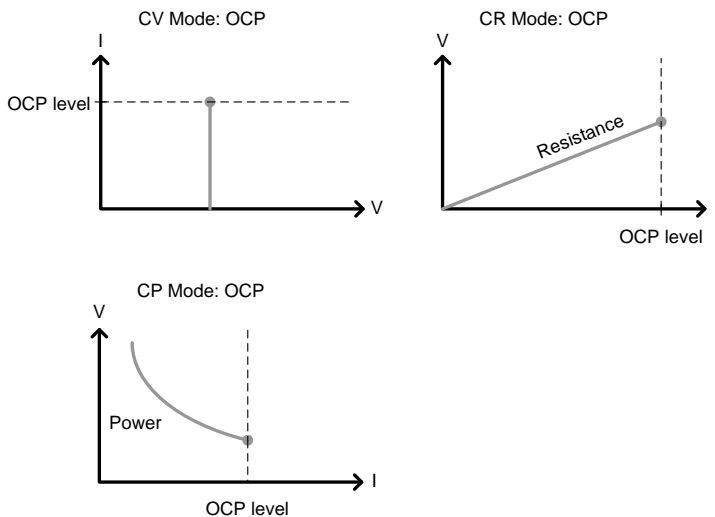 CV Mode: OCP
I
OCP level
V
CR Mode: OCP
V
Resistance
OCP level
CP Mode: OCP
V
Power
I
OCP level